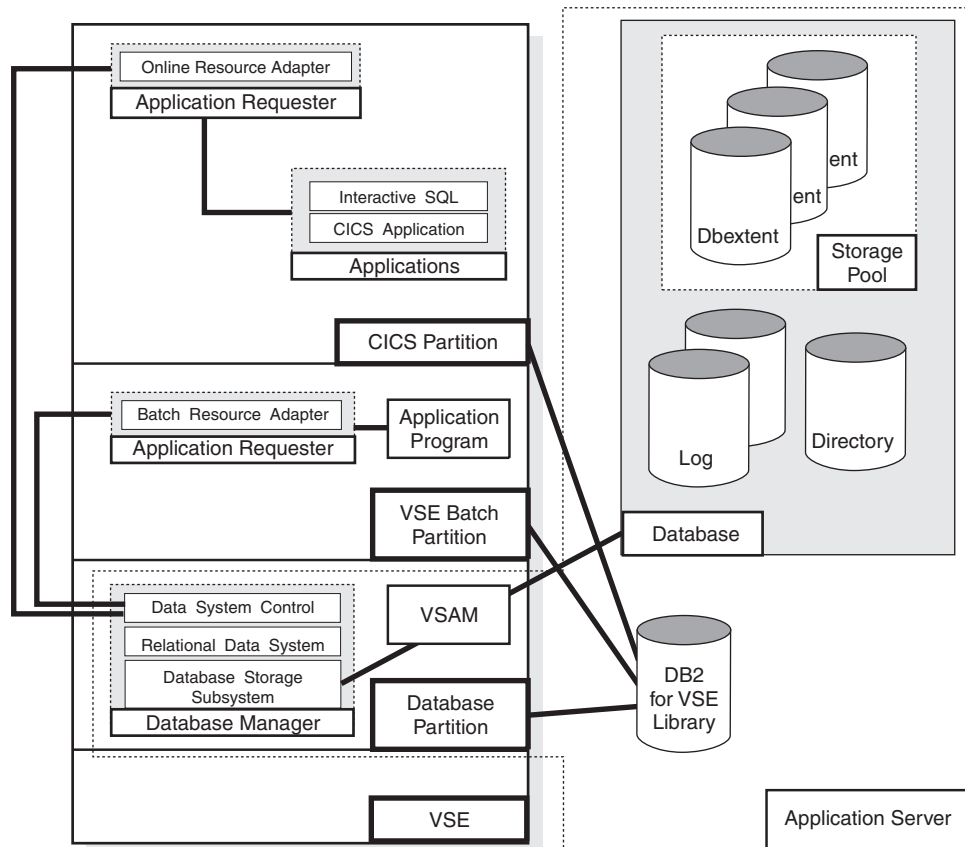 Online Resource Adapter
Application Requester
Interactive SQL
CICS Application
Applications
CICS Partition
Batch Resource Adapter
Application Requester
Application
Program
VSE Batch
Partition
Data System Control
Relational Data System
Database Storage
Subsystem
Database Manager
VSAM
Database
Partition
VSE
ent
ent
Dbextent
Storage
Pool
Log
Directory
Database
DB2
for VSE
Library
Application Server